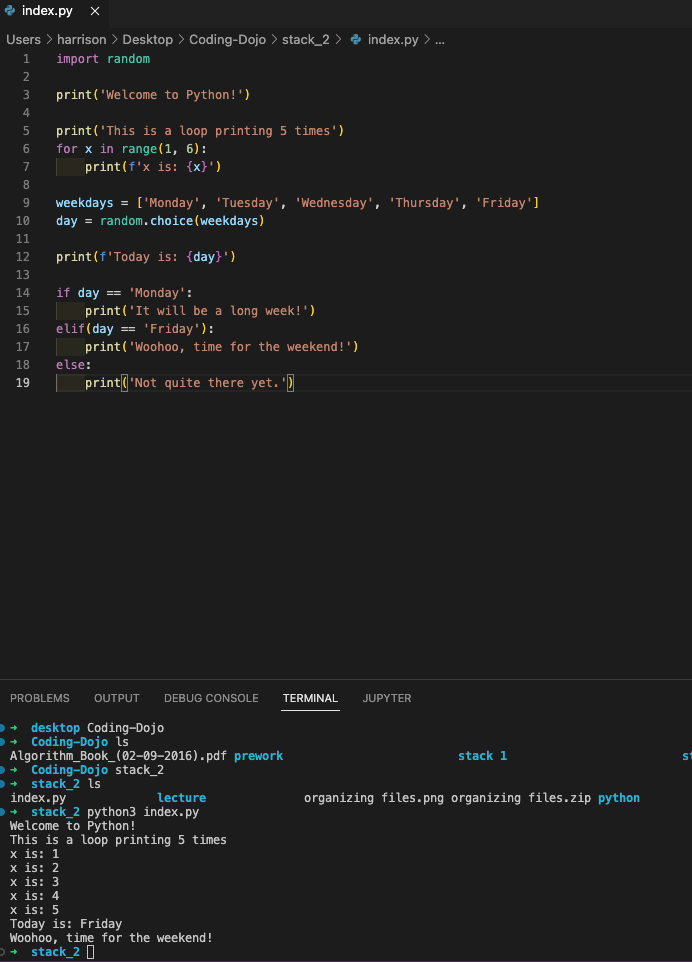 index.py
Users > harrison > Desktop > Coding-Dojo > stack_2 > index.py > ...
1 import random
2
3 print('Welcome to Python!')
4
5 print('This is a loop printing 5 times')
6 for x in range(1, 6):
7     print(f'x is: {x}')
8
9 weekdays = ['Monday', 'Tuesday', 'Wednesday', 'Thursday', 'Friday']
10 day = random.choice(weekdays)
11
12 print(f'Today is: {day}')
13
14 if day == 'Monday':
15     print('It will be a long week!')
16 elif(day == 'Friday'):
17     print('Woohoo, time for the weekend!')
18 else:
19     print('Not quite there yet.')
PROBLEMS OUTPUT DEBUG CONSOLE TERMINAL JUPYTER
➜ desktop Coding-Dojo
➜ Coding-Dojo ls
Algorithm_Book_(02-09-2016).pdf prework stack 1 st
➜ Coding-Dojo stack_2
➜ stack_2 ls
index.py lecture organizing files.png organizing files.zip python
➜ stack_2 python3 index.py
Welcome to Python!
This is a loop printing 5 times
x is: 1
x is: 2
x is: 3
x is: 4
x is: 5
Today is: Friday
Woohoo, time for the weekend!
➜ stack_2